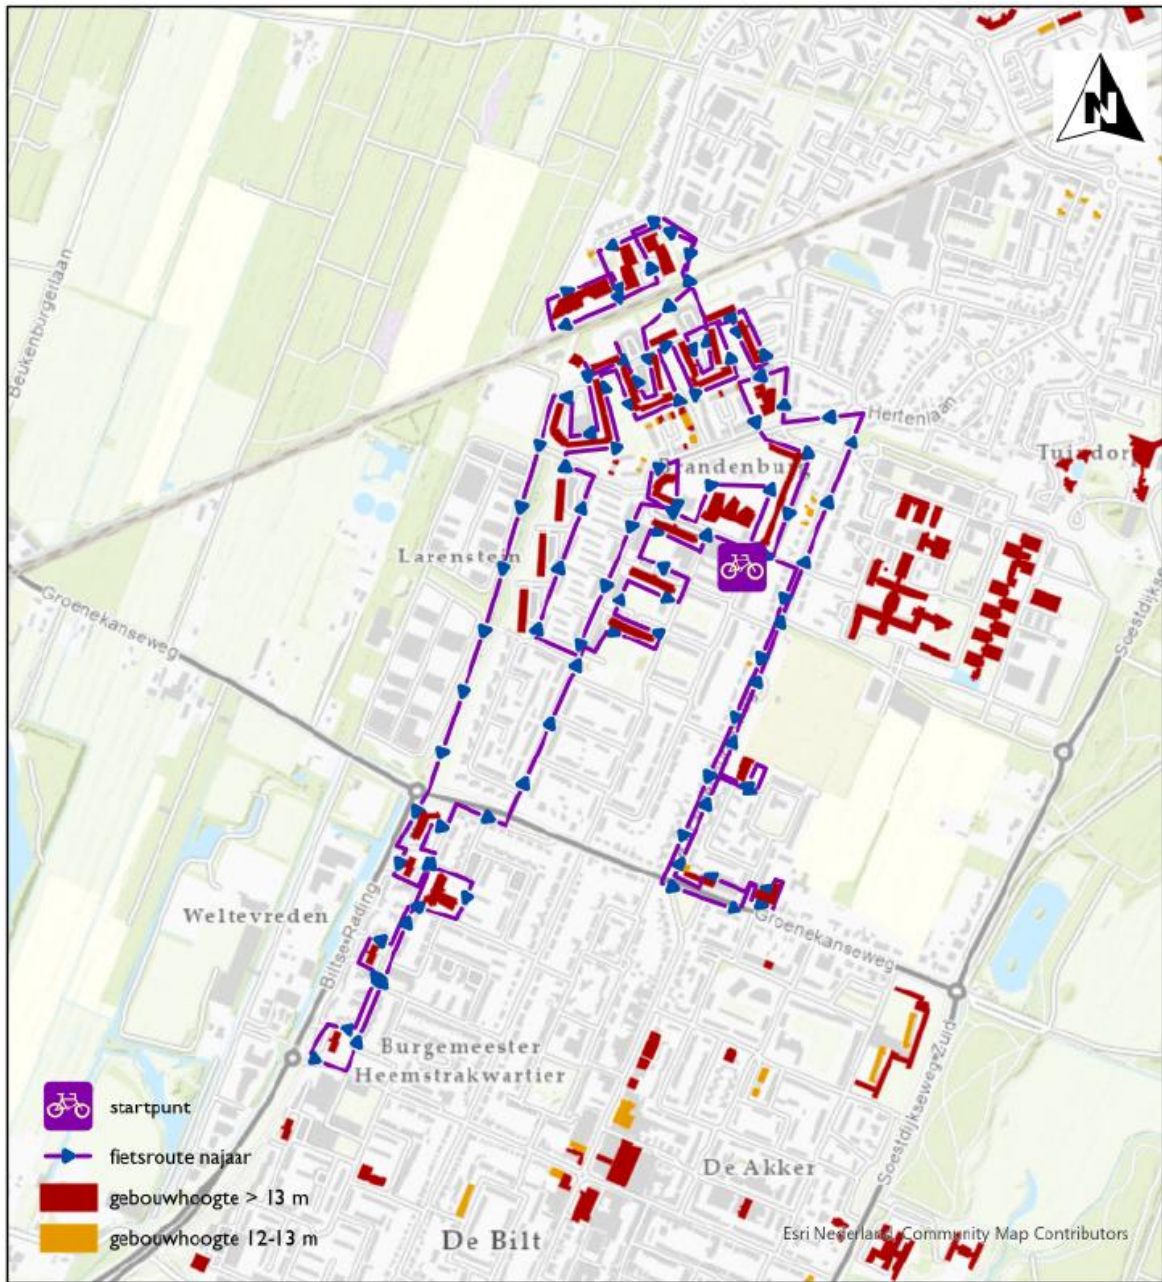 N
Beukenburgerlaan
Hertenlaan
Tuindorp
Brandenburg
Larenstein
Groenekanseweg
Soestdijkse
Weltevreden
Biltse Rading
Groenekanseweg
Burgemeester
Heemstrakwartier
Soestdijkseweg-Zuid
startpunt
fietsroute najaar
gebouwhoogte > 13 m
gebouwhoogte 12-13 m
De Akker
De Bilt
Esri Nederland, Community Map Contributors